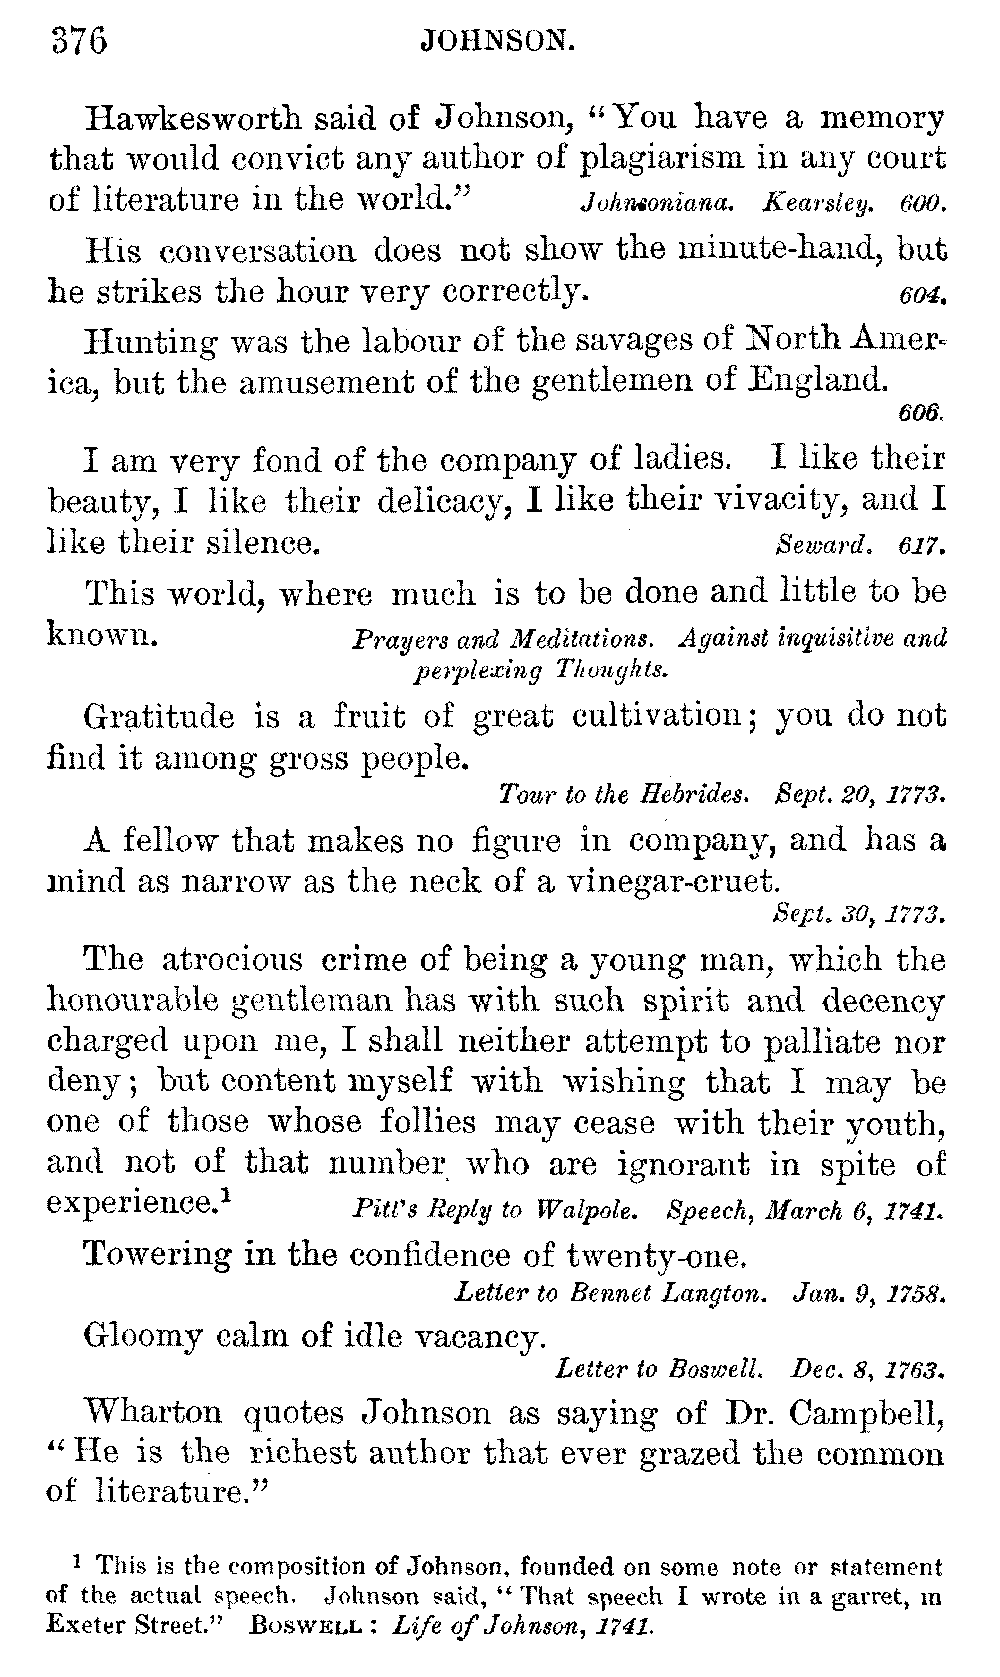 376 JOHNSON.
Hawkesworth said of Johnson, “You have a memory
that would convict any author of plagiarism in any court
of literature in the world.” Johnsoniana. Kearsley. 600.
His conversation does not show the minute-hand, but
he strikes the hour very correctly. 604.
Hunting was the labour of the savages of North Amer-
ica, but the amusement of the gentlemen of England.
606.
I am very fond of the company of ladies. I like their
beauty, I like their delicacy, I like their vivacity, and I
like their silence. Seward. 617.
This world, where much is to be done and little to be
known. Prayers and Meditations. Against inquisitive and
perplexing Thoughts.
Gratitude is a fruit of great cultivation; you do not
find it among gross people.
Tour to the Hebrides. Sept. 20, 1773.
A fellow that makes no figure in company, and has a
mind as narrow as the neck of a vinegar-cruet.
Sept. 30, 1773.
The atrocious crime of being a young man, which the
honourable gentleman has with such spirit and decency
charged upon me, I shall neither attempt to palliate nor
deny; but content myself with wishing that I may be
one of those whose follies may cease with their youth,
and not of that number who are ignorant in spite of
experience.¹ Pitt's Reply to Walpole. Speech, March 6, 1741.
Towering in the confidence of twenty-one.
Letter to Bennet Langton. Jan. 9, 1758.
Gloomy calm of idle vacancy.
Letter to Boswell. Dec. 8, 1763.
Wharton quotes Johnson as saying of Dr. Campbell,
“He is the richest author that ever grazed the common
of literature.”
¹ This is the composition of Johnson, founded on some note or statement
of the actual speech. Johnson said, “That speech I wrote in a garret, in
Exeter Street.” BOSWELL: Life of Johnson, 1741.